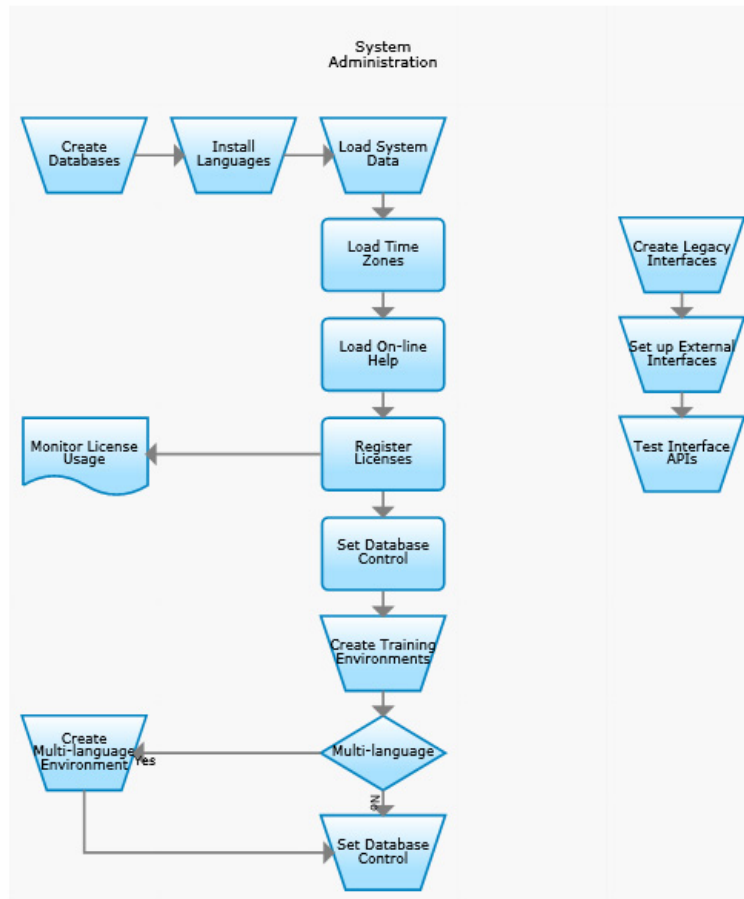 System
Administration
Create
Databases
Install
Languages
Load System
Data
Load Time
Zones
Create Legacy
Interfaces
Load On-line
Help
Set up External
Interfaces
Monitor License
Usage
Register
Licenses
Test Interface
APIs
Set Database
Control
Create Training
Environments
Create
Multi-language
Environment
Yes
Multi-language
No
Set Database
Control